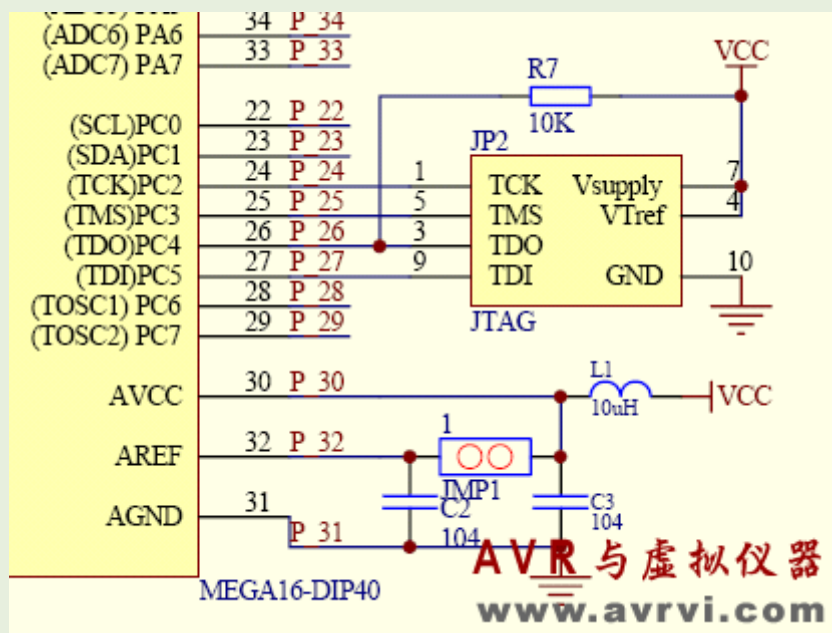 34 P_34
(ADC6) PA6
33 P_33
(ADC7) PA7
VCC
R7
10K
JP2
22 P_22
(SCL)PC0
23 P_23
(SDA)PC1
24 P_24 1 TCK Vsupply 7
(TCK)PC2
25 P_25 5 TMS VTref 4
(TMS)PC3
26 P_26 3 TDO
(TDO)PC4
27 P_27 9 TDI GND 10
(TDI)PC5
28 P_28
(TOSC1) PC6
29 P_29
(TOSC2) PC7
JTAG
L1
10uH
VCC
AVCC 30 P_30
AREF 32 P_32
1
JMP1
C2
104
C3
104
AGND 31
P_31
MEGA16-DIP40
AVR与虚拟仪器
www.avrvi.com